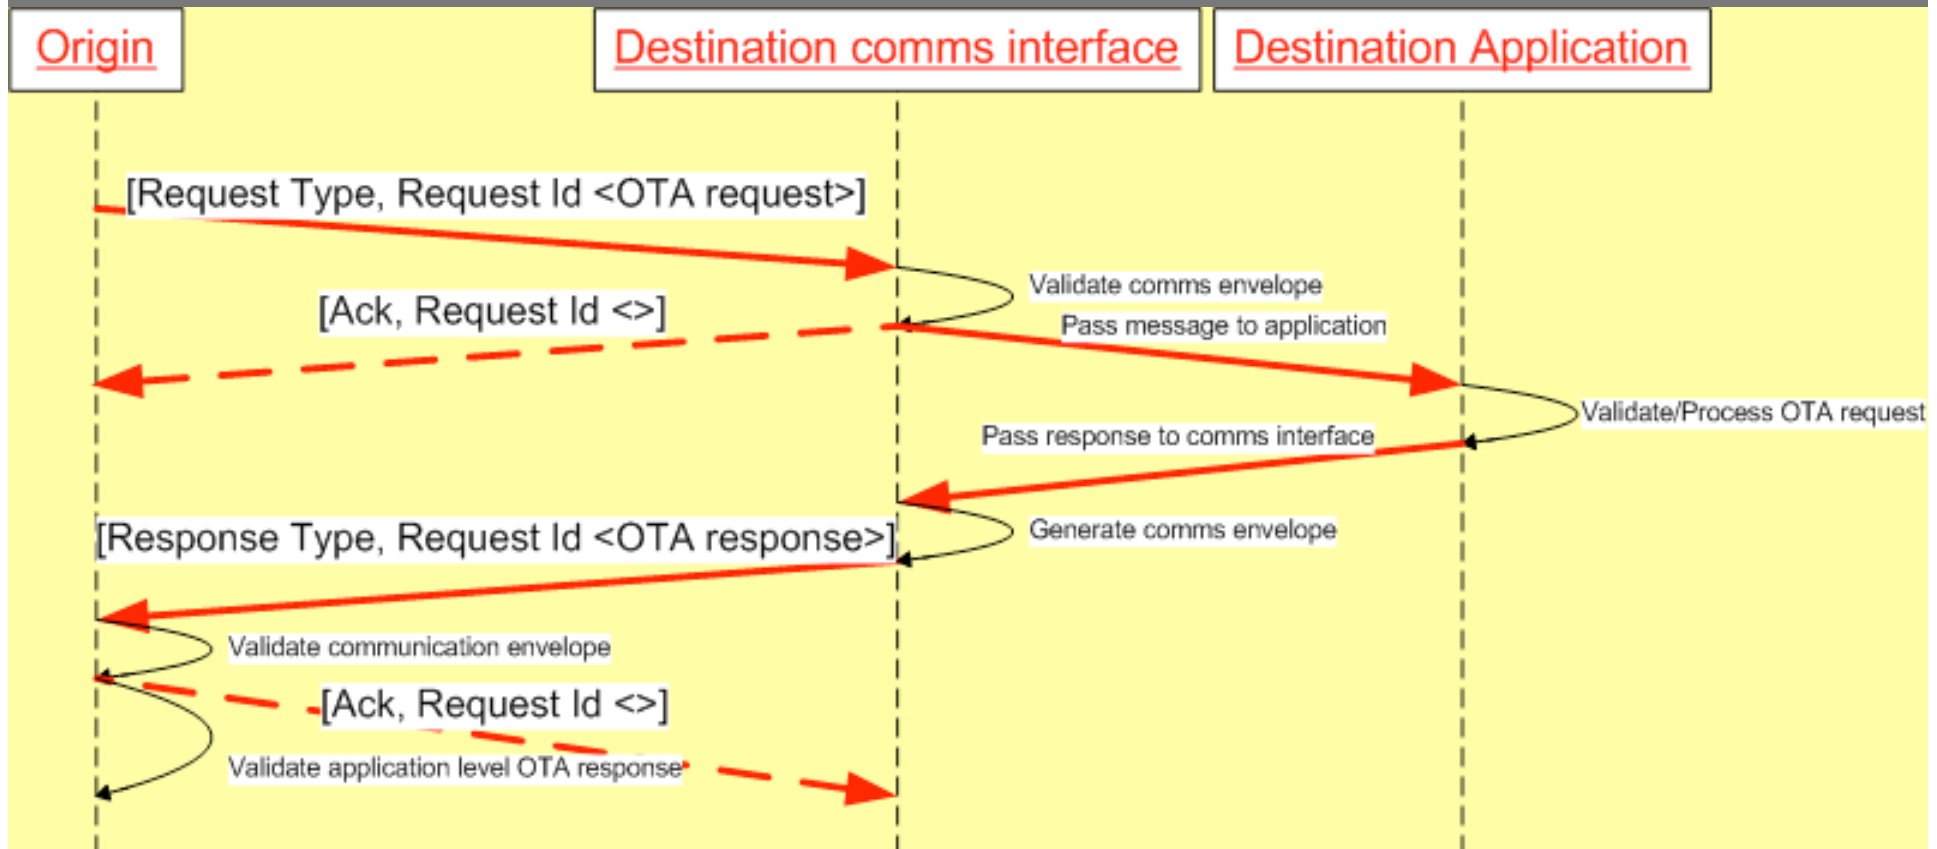 Origin
Destination comms interface
Destination Application
[Request Type, Request Id <OTA request>]
Validate comms envelope
[Ack, Request Id <>]
Pass message to application
Validate/Process OTA request
Pass response to comms interface
[Response Type, Request Id <OTA response>]
Generate comms envelope
Validate communication envelope
[Ack, Request Id <>]
Validate application level OTA response